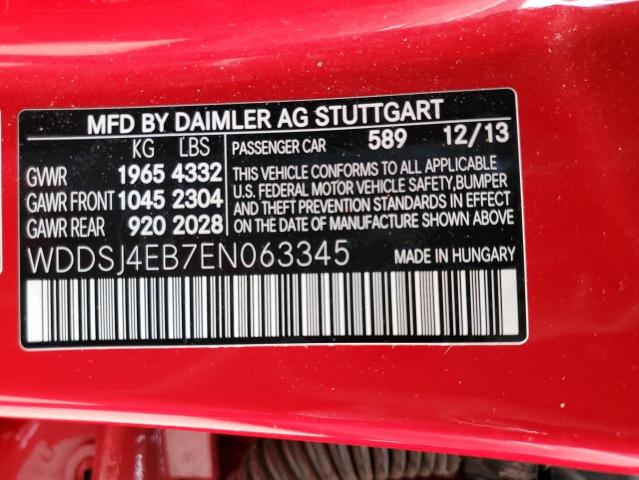 MFD BY DAIMLER AG STUTTGART
KG LBS
GVWR 1965 4332
GAWR FRONT 1045 2304
GAWR REAR 920 2028
PASSENGER CAR 589 12/13
THIS VEHICLE CONFORMS TO ALL APPLICABLE
U.S. FEDERAL MOTOR VEHICLE SAFETY,BUMPER
AND THEFT PREVENTION STANDARDS IN EFFECT
ON THE DATE OF MANUFACTURE SHOWN ABOVE
WDDSJ4EB7EN063345 MADE IN HUNGARY